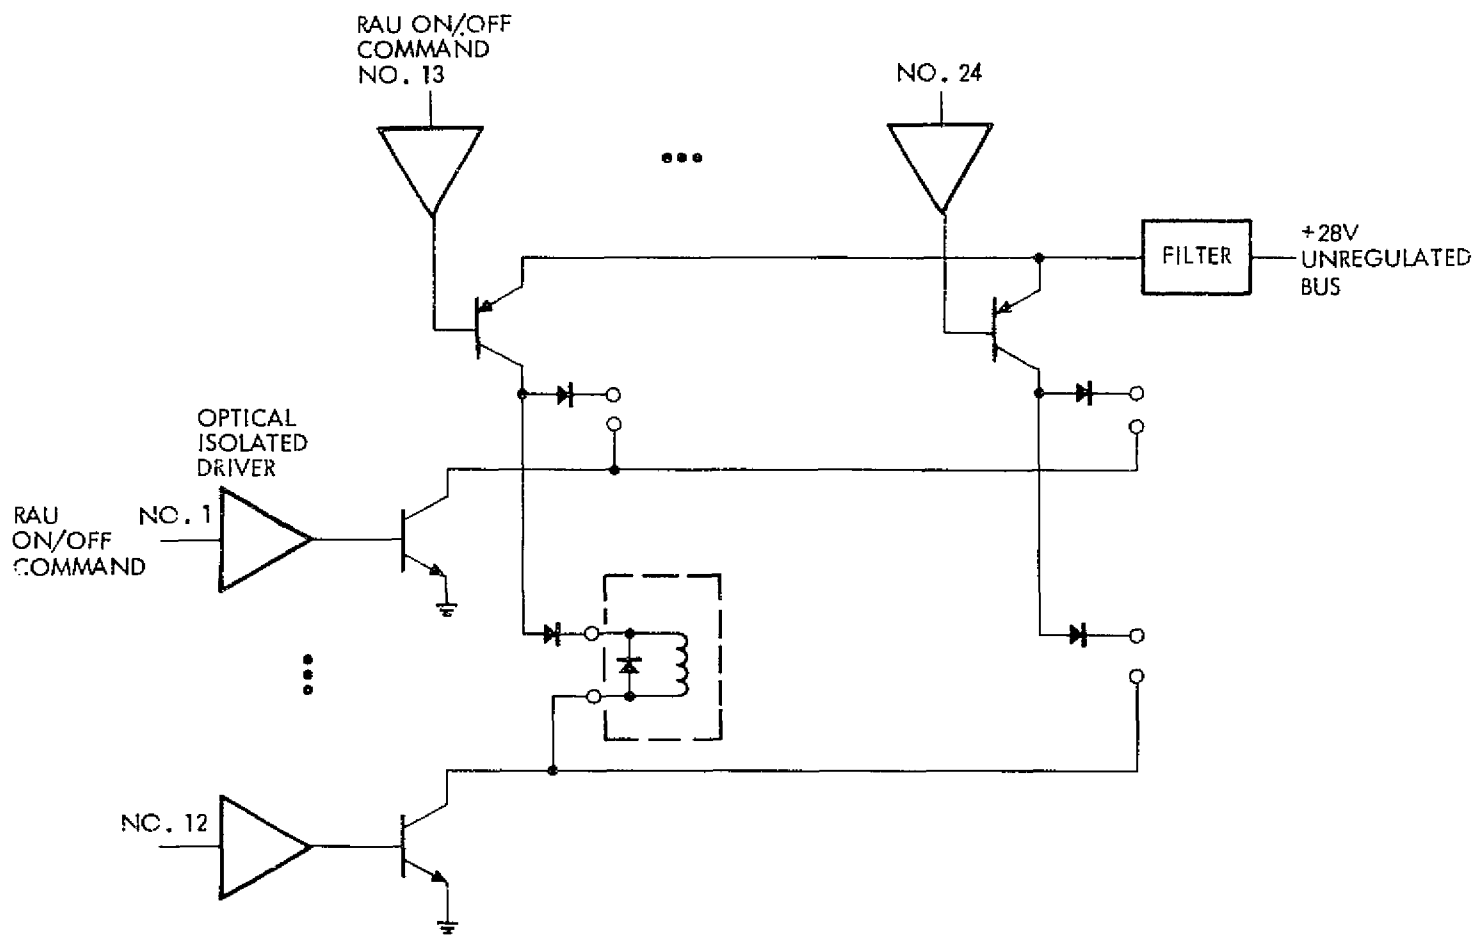 RAU ON/OFF
COMMAND
NO. 13
NO. 24
FILTER
+28V
UNREGULATED
BUS
OPTICAL
ISOLATED
DRIVER
NO. 1
RAU
ON/OFF
COMMAND
NO. 12